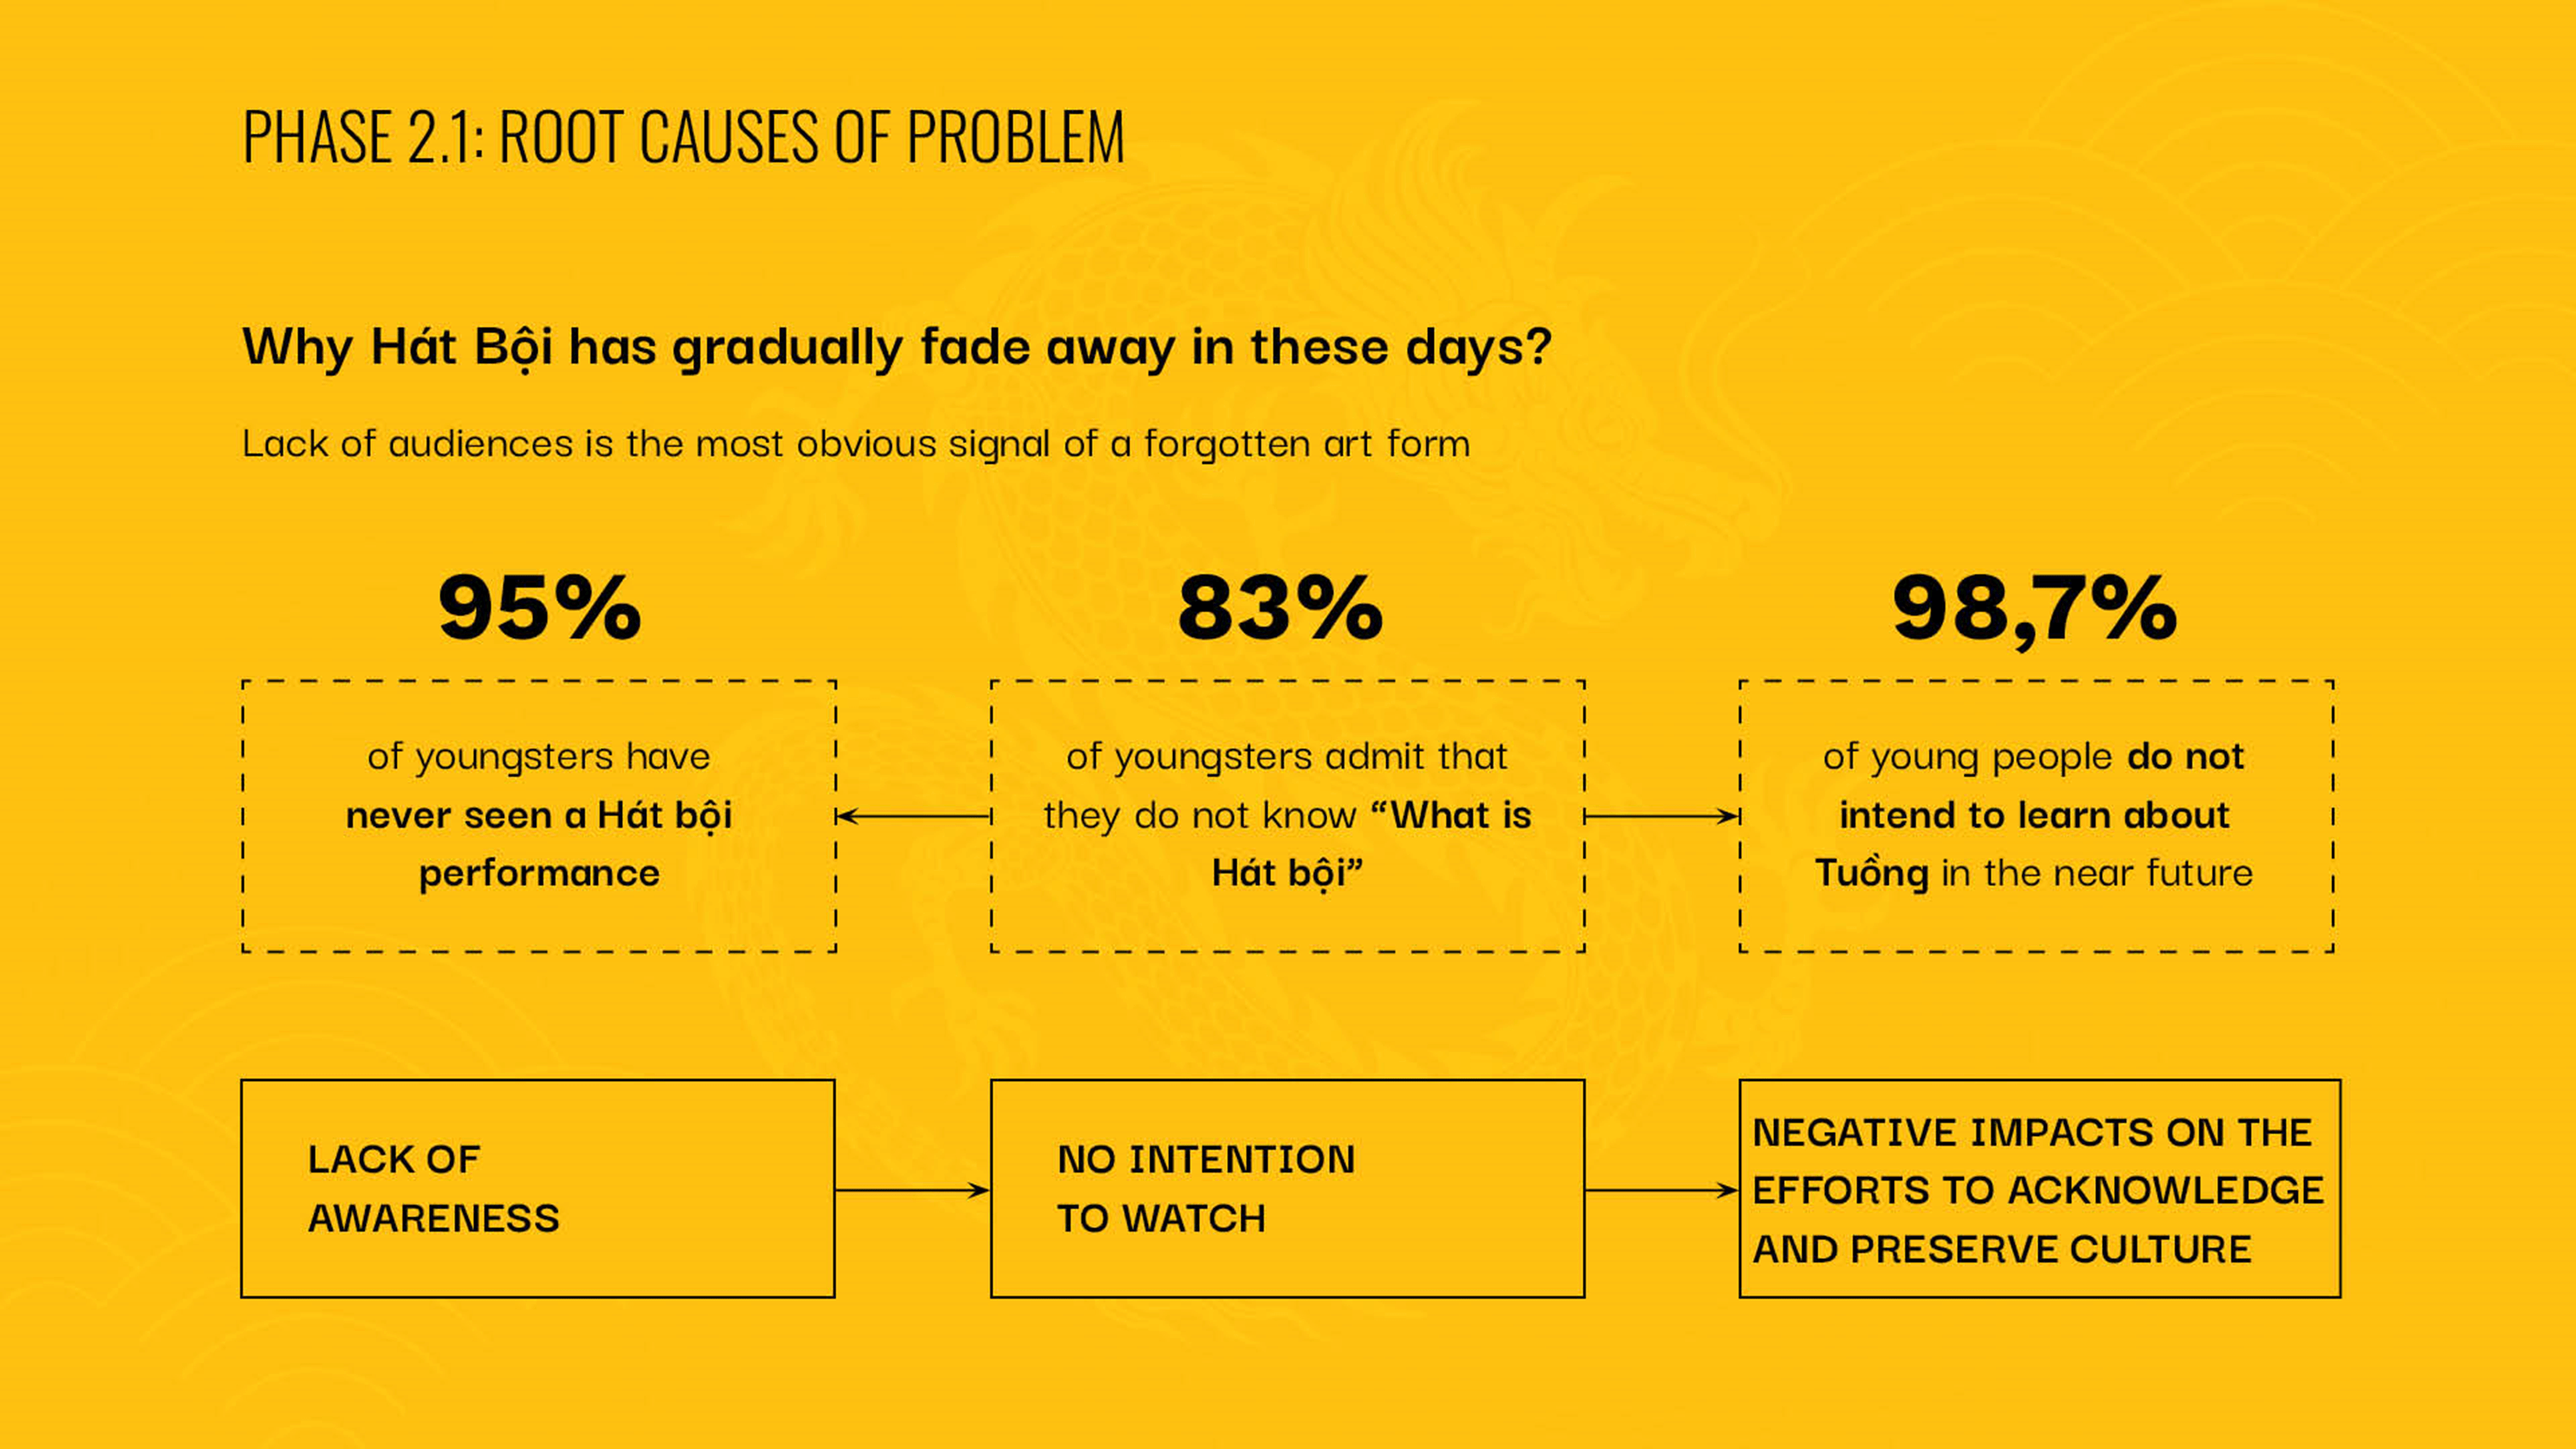 PHASE 2.1: ROOT CAUSES OF PROBLEM
Why Hát Bội has gradually fade away in these days?
Lack of audiences is the most obvious signal of a forgotten art form
95%
of youngsters have
never seen a Hát bội
performance
83%
of youngsters admit that
they do not know “What is
Hát bội”
98,7%
of young people do not
intend to learn about
Tuồng in the near future
LACK OF
AWARENESS
NO INTENTION
TO WATCH
NEGATIVE IMPACTS ON THE
EFFORTS TO ACKNOWLEDGE
AND PRESERVE CULTURE